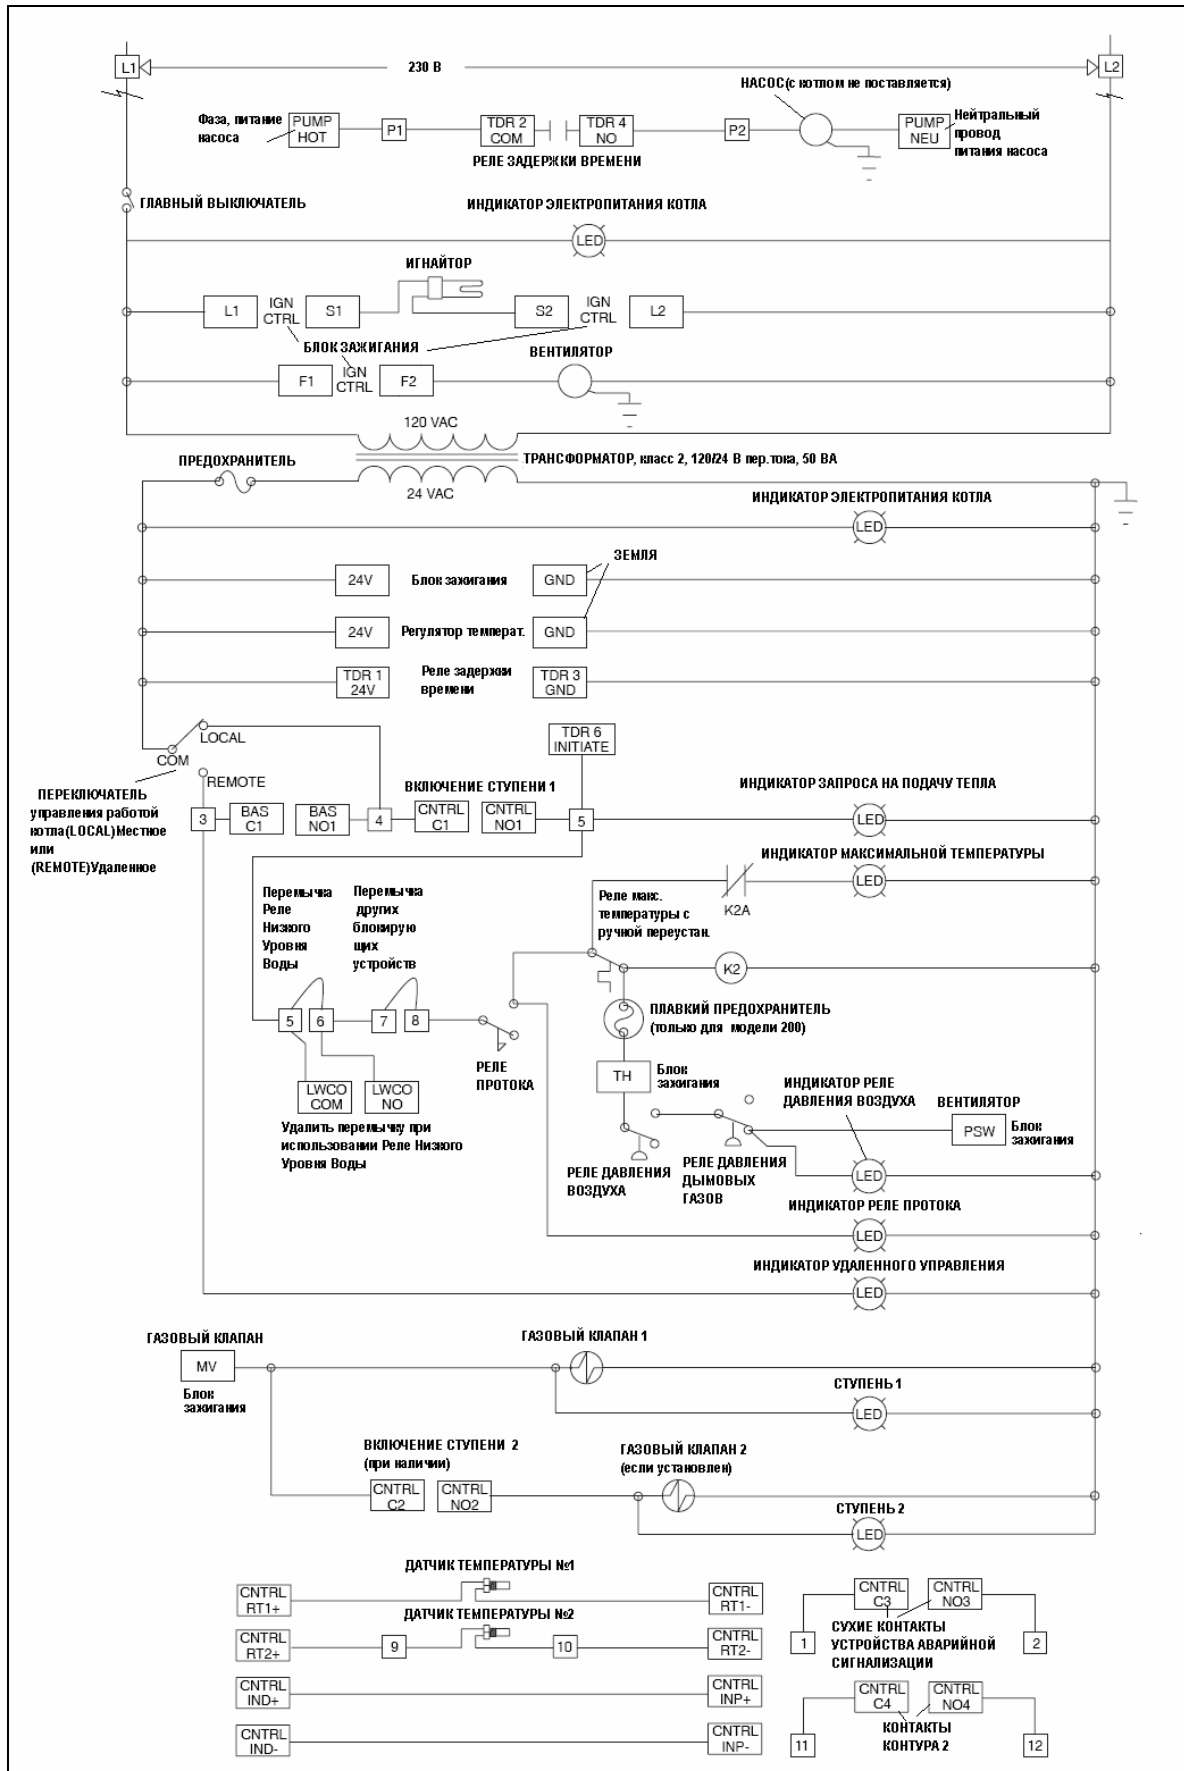 L1
230 В
L2
НАСОС(с котлом не поставляется)
Фаза, питание
насоса
PUMP
HOT
P1
TDR 2
COM
TDR 4
NO
P2
PUMP
NEU
Нейтральный
провод
питания насоса
РЕЛЕ ЗАДЕРЖКИ ВРЕМЕНИ
ГЛАВНЫЙ ВЫКЛЮЧАТЕЛЬ
ИНДИКАТОР ЭЛЕКТРОПИТАНИЯ КОТЛА
LED
ИГНАЙТОР
L1
IGN
CTRL
S1
S2
IGN
CTRL
L2
БЛОК ЗАЖИГАНИЯ
ВЕНТИЛЯТОР
F1
IGN
CTRL
F2
120 VAC
ПРЕДОХРАНИТЕЛЬ
ТРАНСФОРМАТОР, класс 2, 120/24 В пер.тока, 50 ВА
24 VAC
ИНДИКАТОР ЭЛЕКТРОПИТАНИЯ КОТЛА
LED
ЗЕМЛЯ
24V
Блок зажигания
GND
24V
Регулятор температ.
GND
TDR 1
24V
Реле задержки
времени
TDR 3
GND
LOCAL
COM
REMOTE
TDR 6
INITIATE
ПЕРЕКЛЮЧАТЕЛЬ
управления работой
котла(LOCAL)Местное
или
(REMOTE)Удаленное
ВКЛЮЧЕНИЕ СТУПЕНИ 1
ИНДИКАТОР ЗАПРОСА НА ПОДАЧУ ТЕПЛА
3
BAS
C1
BAS
NO1
4
CNTRL
C1
CNTRL
NO1
5
LED
ИНДИКАТОР МАКСИМАЛЬНОЙ ТЕМПЕРАТУРЫ
LED
K2A
Перемычка
Реле
Низкого
Уровня
Воды
Перемычка
других
блокирую
щих
устройств
Реле макс.
температуры с
ручной переустан.
K2
5
6
7
8
РЕЛЕ
ПРОТОКА
ПЛАВКИЙ ПРЕДОХРАНИТЕЛЬ
(только для модели 200)
TH
Блок
зажигания
LWCO
COM
LWCO
NO
Удалить перемычку при
использовании Реле Низкого
Уровня Воды
ИНДИКАТОР РЕЛЕ
ДАВЛЕНИЯ ВОЗДУХА
ВЕНТИЛЯТОР
PSW
Блок
зажигания
РЕЛЕ ДАВЛЕНИЯ
ВОЗДУХА
РЕЛЕ ДАВЛЕНИЯ
ДЫМОВЫХ
ГАЗОВ
LED
ИНДИКАТОР РЕЛЕ ПРОТОКА
LED
ИНДИКАТОР УДАЛЕННОГО УПРАВЛЕНИЯ
LED
ГАЗОВЫЙ КЛАПАН
MV
Блок
зажигания
ГАЗОВЫЙ КЛАПАН 1
СТУПЕНЬ 1
LED
ВКЛЮЧЕНИЕ СТУПЕНИ 2
(при наличии)
CNTRL
C2
CNTRL
NO2
ГАЗОВЫЙ КЛАПАН 2
(если установлен)
СТУПЕНЬ 2
LED
ДАТЧИК ТЕМПЕРАТУРЫ №1
CNTRL
RT1+
CNTRL
RT1-
ДАТЧИК ТЕМПЕРАТУРЫ №2
CNTRL
RT2+
9
10
CNTRL
RT2-
CNTRL
IND+
CNTRL
INP+
CNTRL
IND-
CNTRL
INP-
CNTRL
C3
CNTRL
NO3
1
2
СУХИЕ КОНТАКТЫ
УСТРОЙСТВА АВАРИЙНОЙ
СИГНАЛИЗАЦИИ
CNTRL
C4
CNTRL
NO4
11
12
КОНТАКТЫ
КОНТУРА 2